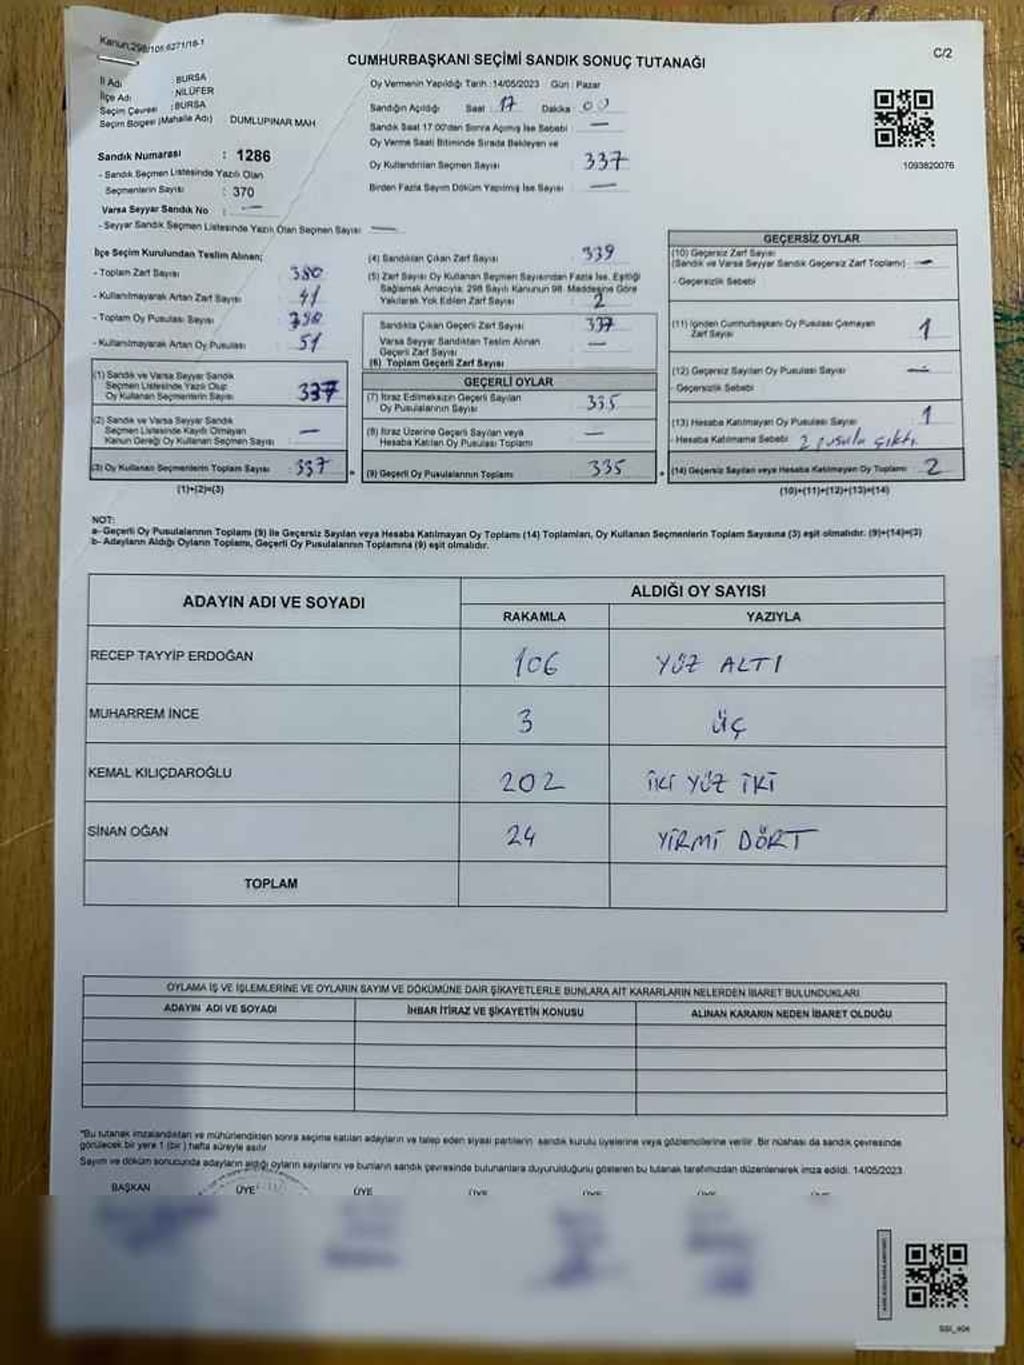 Kanun;298/105;6271/16-1
CUMHURBAŞKANI SEÇİMİ SANDIK SONUÇ TUTANAĞI
C/2
İl Adı : BURSA
İlçe Adı : NİLÜFER
Seçim Çevresi : BURSA
Seçim Bölgesi (Mahalle Adı) DUMLUPINAR MAH
Sandık Numarası : 1286
- Sandık Seçmen Listesinde Yazılı Olan
Seçmenlerin Sayısı : 370
Varsa Seyyar Sandık No : —
- Seyyar Sandık Seçmen Listesinde Yazılı Olan Seçmen Sayısı : —
Oy Vermenin Yapıldığı Tarih :14/05/2023 Gün : Pazar
Sandığın Açıldığı Saat : 17 Dakika : 00
Sandık Saat 17:00'den Sonra Açılmış İse Sebebi : —
Oy Verme Saati Bitiminde Sırada Bekleyen ve
Oy Kullandırılan Seçmen Sayısı : 337
Birden Fazla Sayım Döküm Yapılmış İse Sayısı : —
1093820076
İlçe Seçim Kurulundan Teslim Alınan;
- Toplam Zarf Sayısı : 380
- Kullanılmayarak Artan Zarf Sayısı : 41
- Toplam Oy Pusulası Sayısı :
- Kullanılmayarak Artan Oy Pusulası : 51
(1) Sandık ve Varsa Seyyar Sandık
Seçmen Listesinde Yazılı Olup
Oy Kullanan Seçmenlerin Sayısı : 337
(2) Sandık ve Varsa Seyyar Sandık
Seçmen Listesinde Kayıtlı Olmayan
Kanun Gereği Oy Kullanan Seçmen Sayısı : —
(3) Oy Kullanan Seçmenlerin Toplam Sayısı : 337
(1)+(2)=(3)
(4) Sandıktan Çıkan Zarf Sayısı : 339
(5) Zarf Sayısı Oy Kullanan Seçmen Sayısından Fazla İse, Eşitliği
Sağlamak Amacıyla; 298 Sayılı Kanunun 98. Maddesine Göre
Yakılarak Yok Edilen Zarf Sayısı : 2
Sandıkta Çıkan Geçerli Zarf Sayısı : 337
Varsa Seyyar Sandıktan Teslim Alınan
Geçerli Zarf Sayısı : —
(6) Toplam Geçerli Zarf Sayısı
GEÇERLİ OYLAR
(7) İtiraz Edilmeksizin Geçerli Sayılan
Oy Pusulalarının Sayısı : 335
(8) İtiraz Üzerine Geçerli Sayılan veya
Hesaba Katılan Oy Pusulası Toplamı : —
(9) Geçerli Oy Pusulalarının Toplamı : 335
GEÇERSİZ OYLAR
(10) Geçersiz Zarf Sayısı
(Sandık ve Varsa Seyyar Sandık Geçersiz Zarf Toplamı) : —
- Geçersizlik Sebebi :
(11) İçinden Cumhurbaşkanı Oy Pusulası Çıkmayan
Zarf Sayısı : 1
(12) Geçersiz Sayılan Oy Pusulası Sayısı : —
- Geçersizlik Sebebi :
(13) Hesaba Katılmayan Oy Pusulası Sayısı : 1
- Hesaba Katılmama Sebebi : 2 pusula çıktı
(14) Geçersiz Sayılan veya Hesaba Katılmayan Oy Toplamı : 2
(10)+(11)+(12)+(13)=(14)
NOT:
a- Geçerli Oy Pusulalarının Toplamı (9) ile Geçersiz Sayılan veya Hesaba Katılmayan Oy Toplamı (14) Toplamları, Oy Kullanan Seçmenlerin Toplam Sayısına (3) eşit olmalıdır. (9)+(14)=(3)
b- Adayların Aldığı Oyların Toplamı, Geçerli Oy Pusulalarının Toplamına (9) eşit olmalıdır.
ADAYIN ADI VE SOYADI
ALDIĞI OY SAYISI
RAKAMLA YAZIYLA
RECEP TAYYİP ERDOĞAN 106 YÜZ ALTI
MUHARREM İNCE 3 ÜÇ
KEMAL KILIÇDAROĞLU 202 İKİ YÜZ İKİ
SİNAN OĞAN 24 YİRMİ DÖRT
TOPLAM
OYLAMA İŞ VE İŞLEMLERİNE VE OYLARIN SAYIM VE DÖKÜMÜNE DAİR ŞİKAYETLERLE BUNLARA AİT KARARLARIN NELERDEN İBARET BULUNDUKLARI
ADAYIN ADI VE SOYADI İHBAR İTİRAZ VE ŞİKAYETİN KONUSU ALINAN KARARIN NEDEN İBARET OLDUĞU
*Bu tutanak imzalandıktan ve mühürlendikten sonra seçime katılan adayların ve talep eden siyasi partilerin sandık kurulu üyelerine veya gözlemcilerine verilir. Bir nüshası da sandık çevresinde
görülecek bir yere 1 (bir) hafta süreyle asılır
Sayım ve döküm sonucunda adayların aldığı oyların sayılarını ve bunların sandık çevresinde bulunanlara duyurulduğunu gösteren bu tutanak tarafımızdan düzenlenerek imza edildi. 14/05/2023
BAŞKAN ÜYE ÜYE ÜYE ÜYE ÜYE